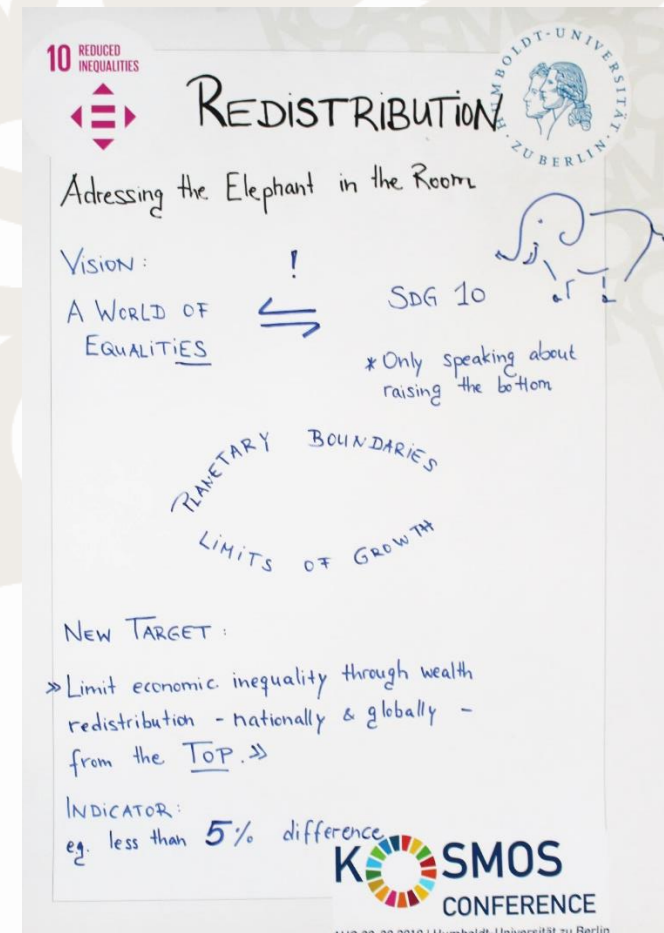 10 REDUCED
INEQUALITIES
HUMBOLDT-UNIVERSITÄT · ZU BERLIN ·
REDISTRIBUTION
Adressing the Elephant in the Room
VISION:
!
A WORLD OF
EQUALITIES
SDG 10
* Only speaking about
raising the bottom
PLANETARY BOUNDARIES
LIMITS OF GROWTH
NEW TARGET:
» Limit economic inequality through wealth
redistribution - nationally & globally -
from the TOP. »
INDICATOR:
eg. less than 5% difference
KOSMOS
CONFERENCE
2019 | Humboldt-Universität zu Berlin